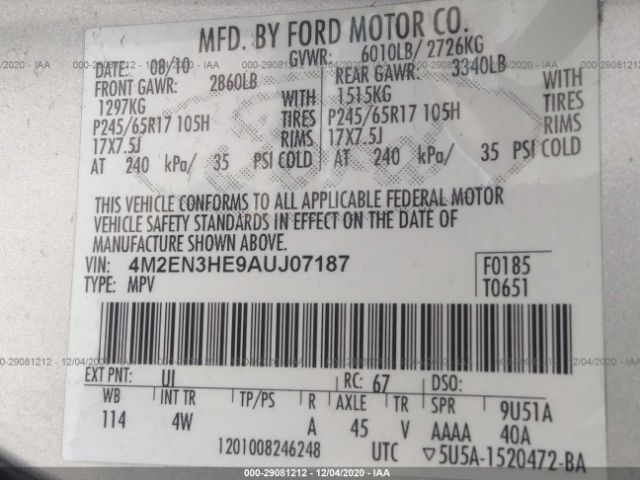 MFD. BY FORD MOTOR CO.
DATE: 08/10 GVWR: 6010LB/ 2726KG
FRONT GAWR: 2860LB REAR GAWR: 3340LB
1297KG WITH 1515KG WITH
P245/65R17 105H TIRES P245/65R17 105H TIRES
17X7.5J RIMS 17X7.5J RIMS
AT 240 kPa/ 35 PSI COLD AT 240 kPa/ 35 PSI COLD
THIS VEHICLE CONFORMS TO ALL APPLICABLE FEDERAL MOTOR
VEHICLE SAFETY STANDARDS IN EFFECT ON THE DATE OF
MANUFACTURE SHOWN ABOVE.
VIN: 4M2EN3HE9AUJ07187 F0185
TYPE: MPV T0651
EXT PNT: UI RC: 67 DSO:
WB INT TR TP/PS R AXLE TR SPR 9U51A
114 4W A 45 V AAAA 40A
1201008246248 UTC ▽5U5A-1520472-BA
000-29081212 - 12/04/2020 - IAA